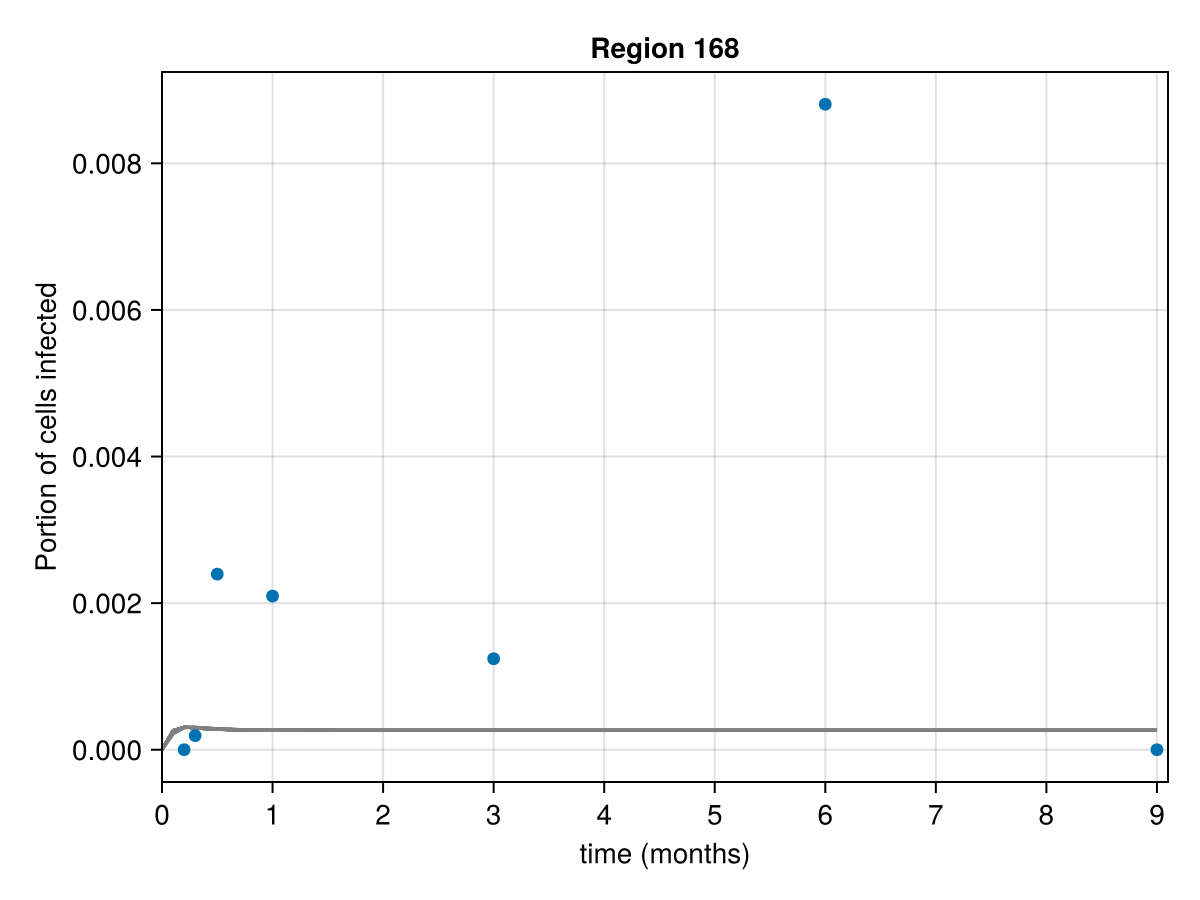 Region 168
Portion of cells infected
0.008
0.006
0.004
0.002
0.000
0 1 2 3 4 5 6 7 8 9
time (months)